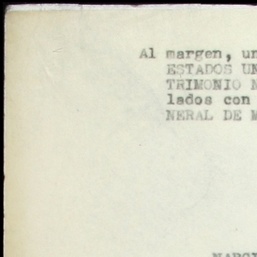 Al margen, un
ESTADOS UN
TRIMONIO N
lados con
NERAL DE M